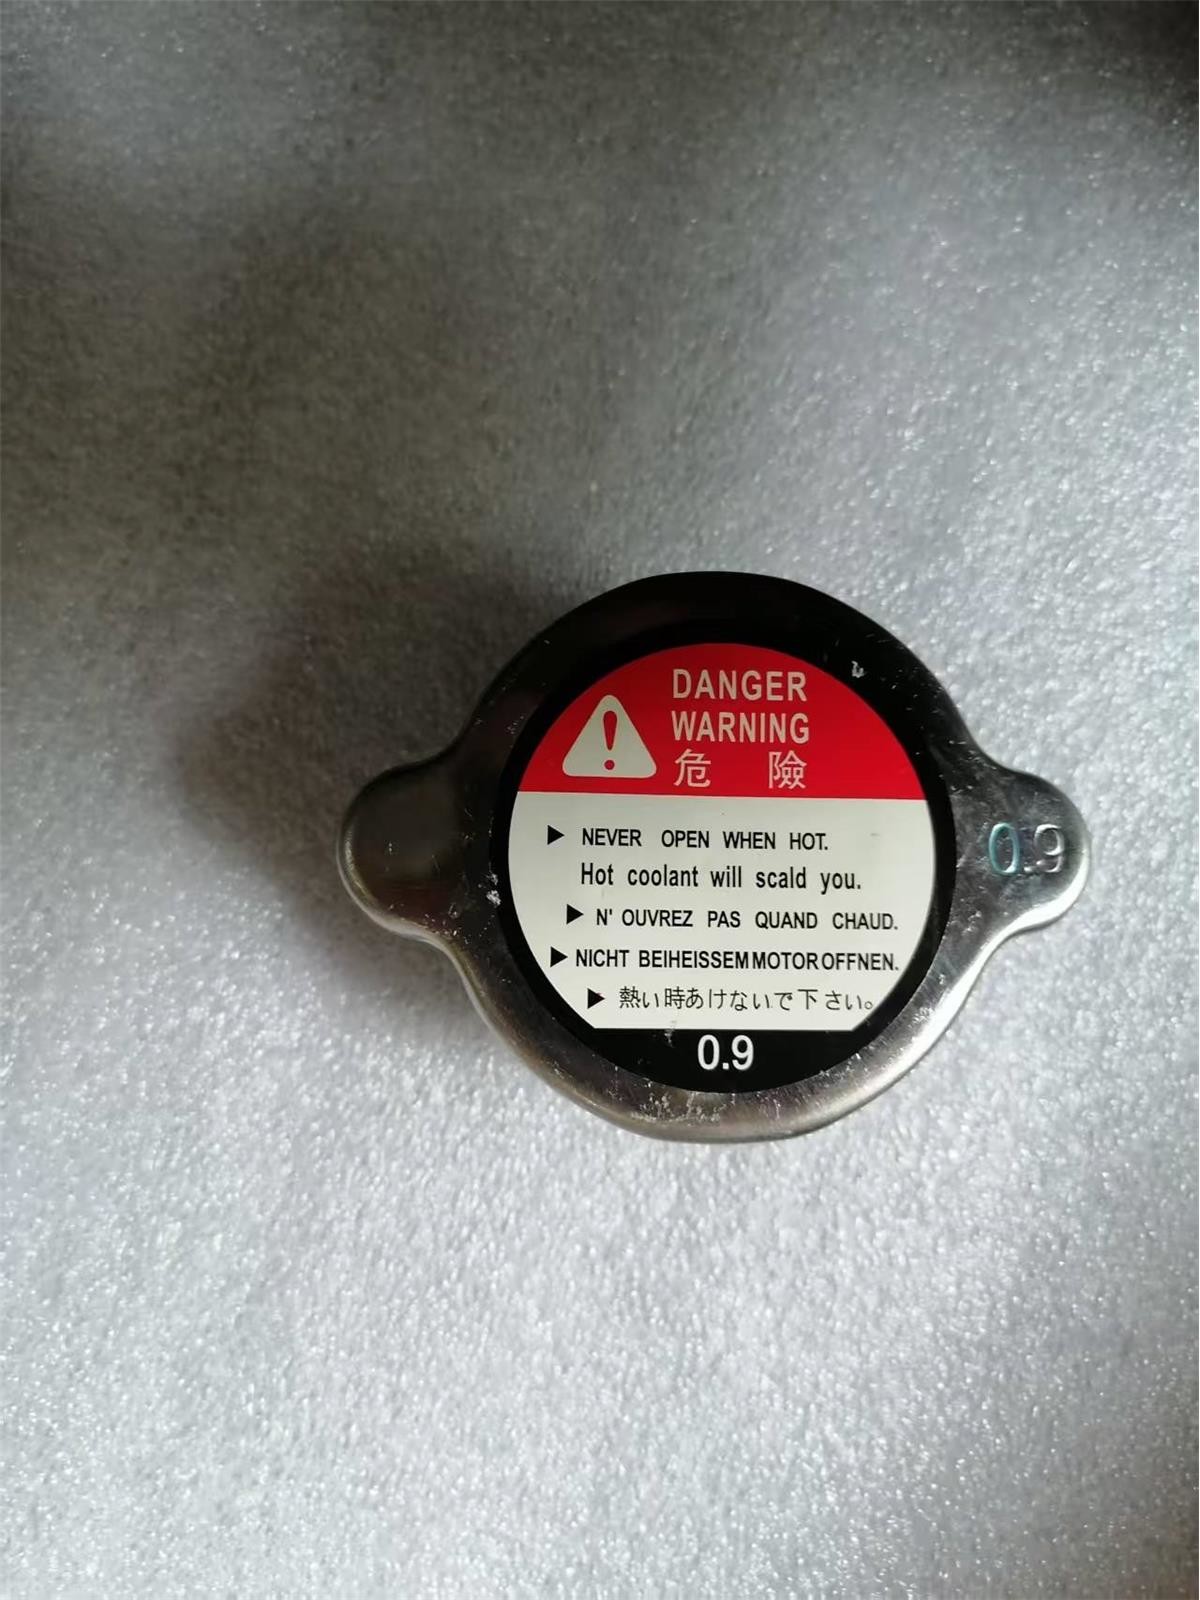 DANGER
WARNING
危 險
▶ NEVER OPEN WHEN HOT.
Hot coolant will scald you.
▶ N' OUVREZ PAS QUAND CHAUD.
▶ NICHT BEIHEISSEM MOTOR OFFNEN.
▶ 熱い時あけないで下さい。
0.9
0.9